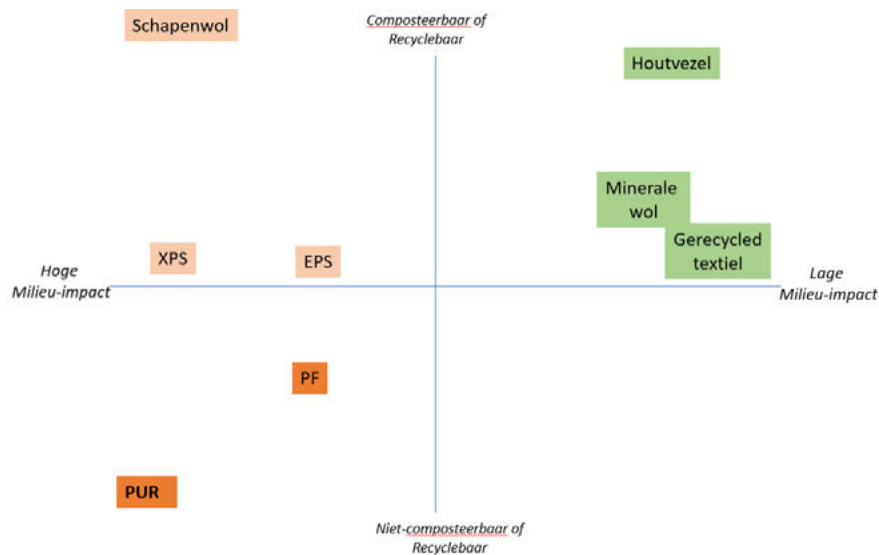 Schapenwol
Composteerbaar of
Recyclebaar
Houtvezel
Minerale
wol
Gerecycled
textiel
XPS
EPS
Hoge
Milieu-impact
Lage
Milieu-impact
PF
PUR
Niet-composteerbaar of
Recyclebaar